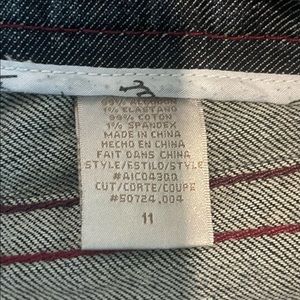 1% ELASTANO
99% COTON
1% SPANDEX
MADE IN CHINA
HECHO EN CHINA
FAIT DANS CHINA
STYLE/ESTILO/STYLE/
#AIC04300
CUT/CORTE/COUPE
#50724.004
11